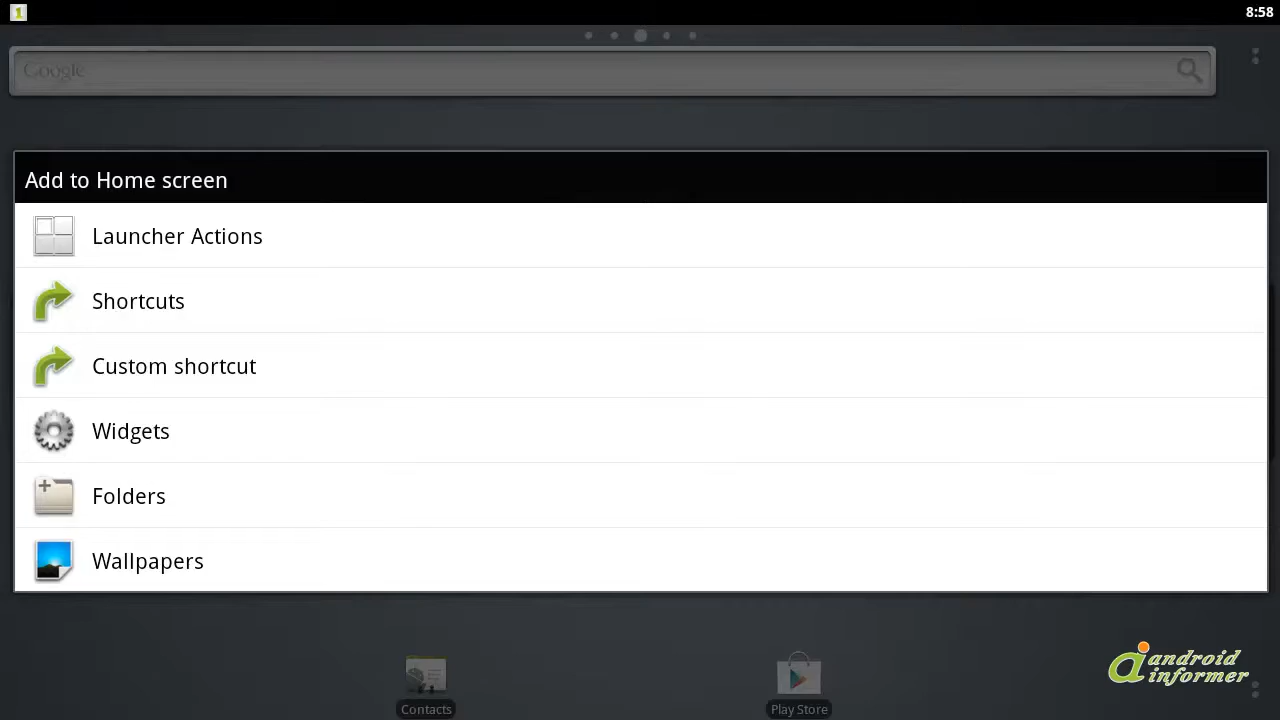 1
8:58
Google
Add to Home screen
Launcher Actions
Shortcuts
Custom shortcut
Widgets
Folders
Wallpapers
Contacts
Play Store
android
informer